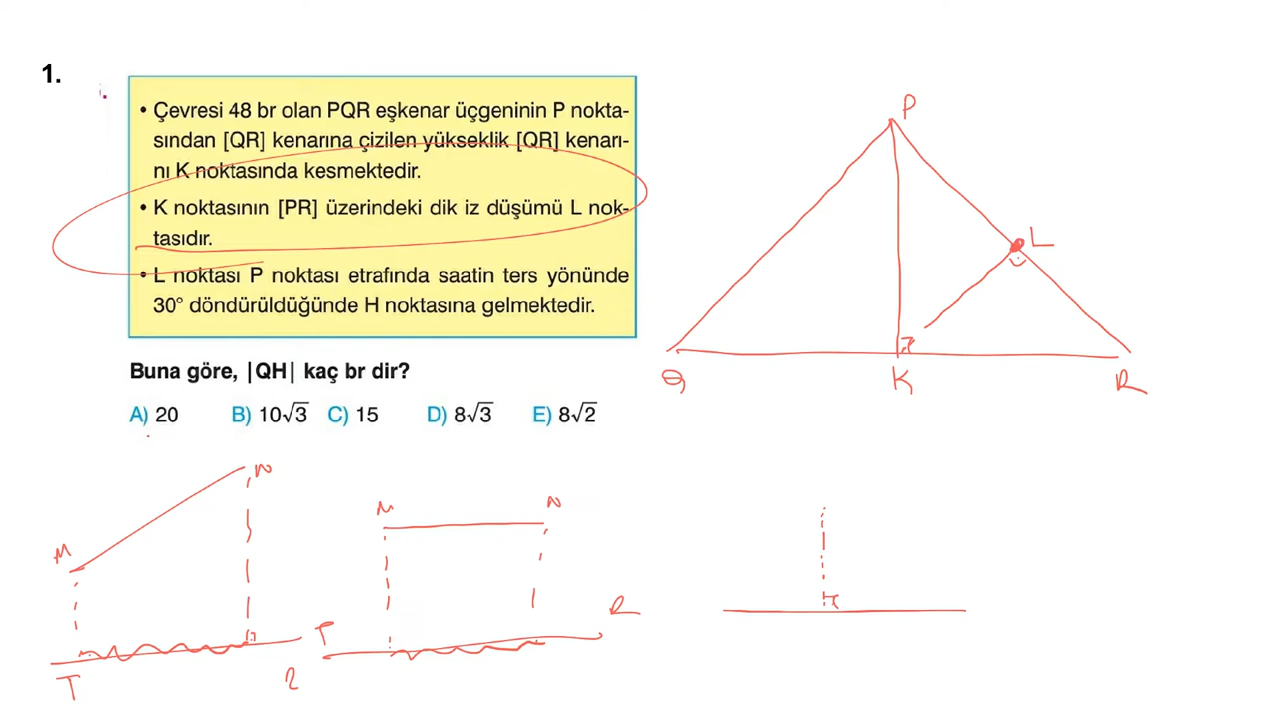 1.
• Çevresi 48 br olan PQR eşkenar üçgeninin P nokta-
sından [QR] kenarına çizilen yükseklik [QR] kenarı-
nı K noktasında kesmektedir.
• K noktasının [PR] üzerindeki dik iz düşümü L nok-
tasıdır.
• L noktası P noktası etrafında saatin ters yönünde
30° döndürüldüğünde H noktasına gelmektedir.
Buna göre, |QH| kaç br dir?
A) 20 B) 10√3 C) 15 D) 8√3 E) 8√2
P
L
Q K R
N
M
T
M N
T R